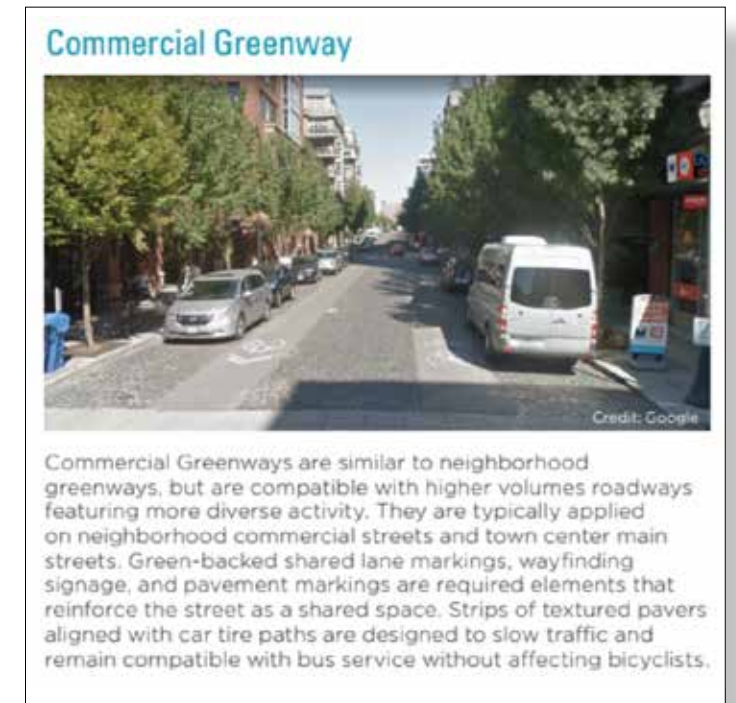 Commercial Greenway
Credit: Google
Commercial Greenways are similar to neighborhood
greenways, but are compatible with higher volumes roadways
featuring more diverse activity. They are typically applied
on neighborhood commercial streets and town center main
streets. Green-backed shared lane markings, wayfinding
signage, and pavement markings are required elements that
reinforce the street as a shared space. Strips of textured pavers
aligned with car tire paths are designed to slow traffic and
remain compatible with bus service without affecting bicyclists.